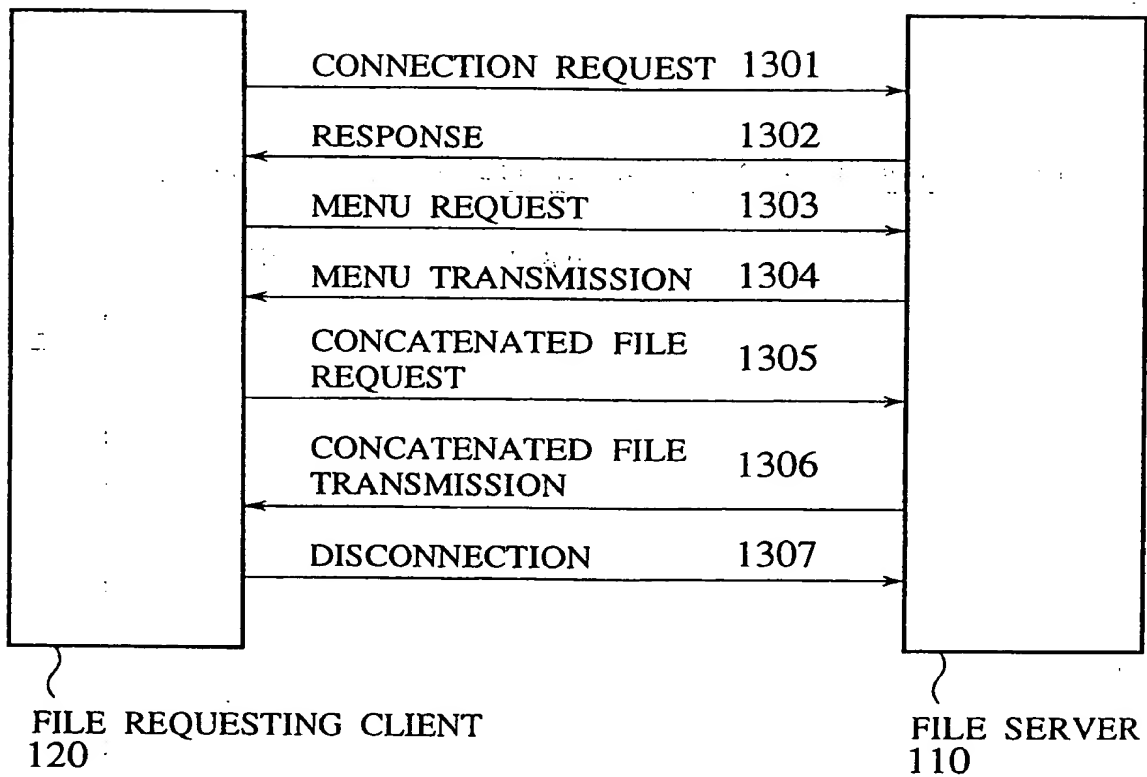 CONNECTION REQUEST 1301
RESPONSE 1302
MENU REQUEST 1303
MENU TRANSMISSION 1304
CONCATENATED FILE
REQUEST 1305
CONCATENATED FILE
TRANSMISSION 1306
DISCONNECTION 1307
FILE REQUESTING CLIENT
120
FILE SERVER
110